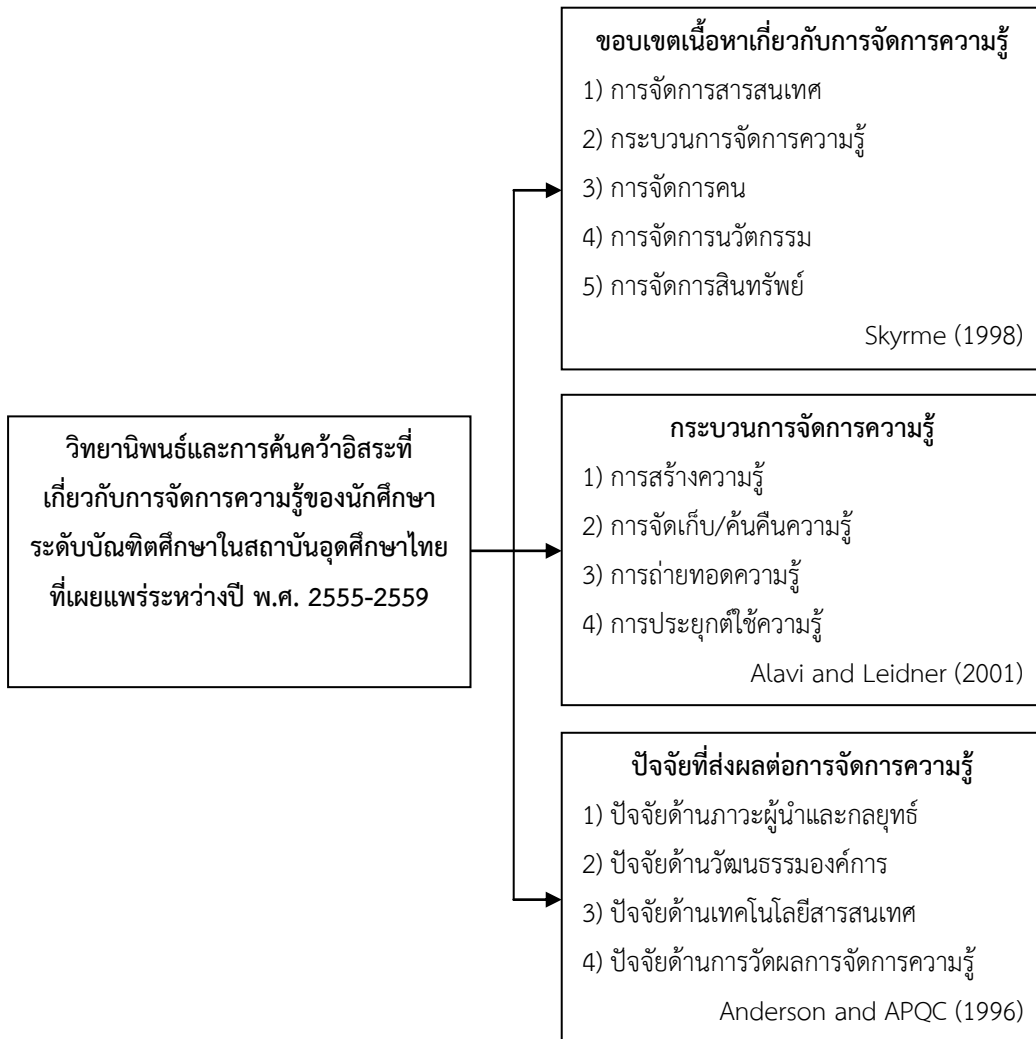 ขอบเขตเนื้อหาเกี่ยวกับการจัดการความรู้
1) การจัดการสารสนเทศ
2) กระบวนการจัดการความรู้
3) การจัดการคน
4) การจัดการนวัตกรรม
5) การจัดการสินทรัพย์
Skyrme (1998)
วิทยานิพนธ์และการค้นคว้าอิสระที่
เกี่ยวกับการจัดการความรู้ของนักศึกษา
ระดับบัณฑิตศึกษาในสถาบันอุดศึกษาไทย
ที่เผยแพร่ระหว่างปี พ.ศ. 2555-2559
กระบวนการจัดการความรู้
1) การสร้างความรู้
2) การจัดเก็บ/ค้นคืนความรู้
3) การถ่ายทอดความรู้
4) การประยุกต์ใช้ความรู้
Alavi and Leidner (2001)
ปัจจัยที่ส่งผลต่อการจัดการความรู้
1) ปัจจัยด้านภาวะผู้นำและกลยุทธ์
2) ปัจจัยด้านวัฒนธรรมองค์การ
3) ปัจจัยด้านเทคโนโลยีสารสนเทศ
4) ปัจจัยด้านการวัดผลการจัดการความรู้
Anderson and APQC (1996)